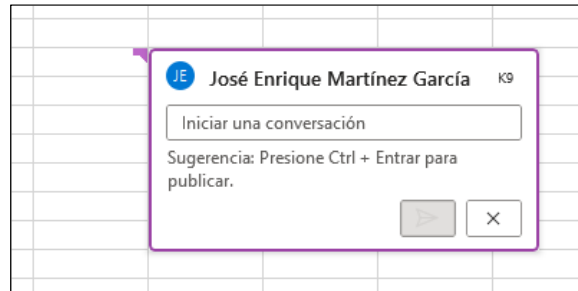 JE José Enrique Martínez García K9
Iniciar una conversación
Sugerencia: Presione Ctrl + Entrar para
publicar.